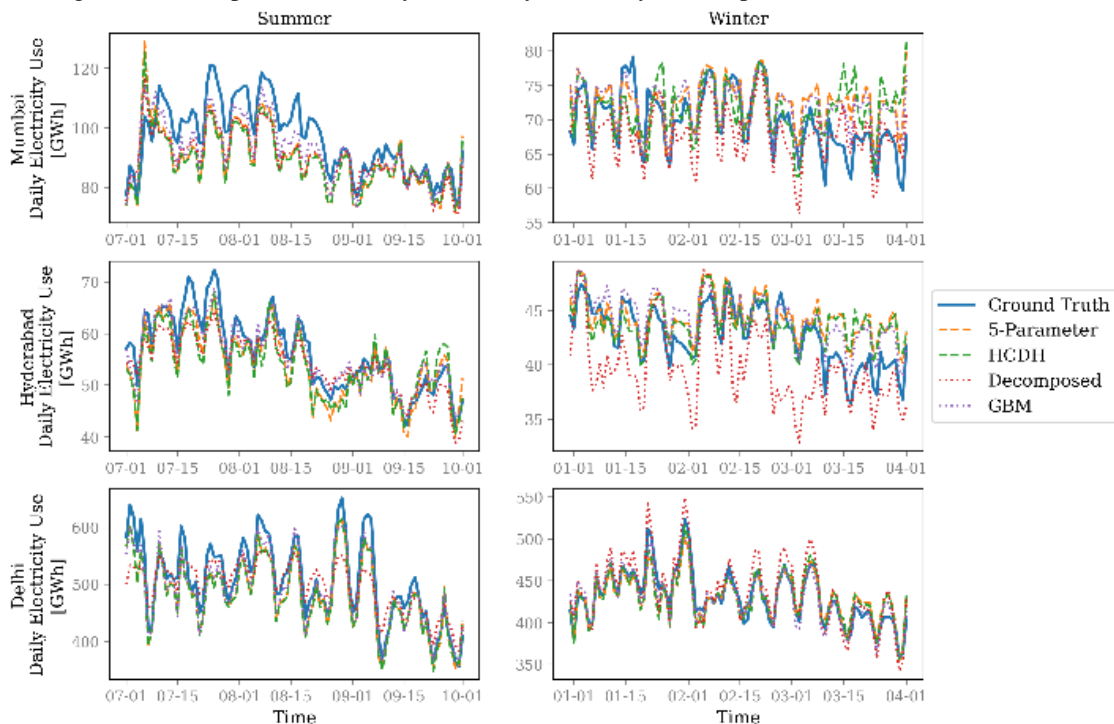 Summer
Winter
Mumbai
Daily Electricity Use
[GWh]
120
100
80
80
75
70
65
60
55
07-01 07-15 08-01 08-15 09-01 09-15 10-01
01-01 01-15 02-01 02-15 03-01 03-15 04-01
Hyderabad
Daily Electricity Use
[GWh]
70
60
50
40
45
40
35
07-01 07-15 08-01 08-15 09-01 09-15 10-01
01-01 01-15 02-01 02-15 03-01 03-15 04-01
Ground Truth
5-Parameter
HCDH
Decomposed
GBM
Delhi
Daily Electricity Use
[GWh]
600
500
400
550
500
450
400
350
07-01 07-15 08-01 08-15 09-01 09-15 10-01
01-01 01-15 02-01 02-15 03-01 03-15 04-01
Time
Time